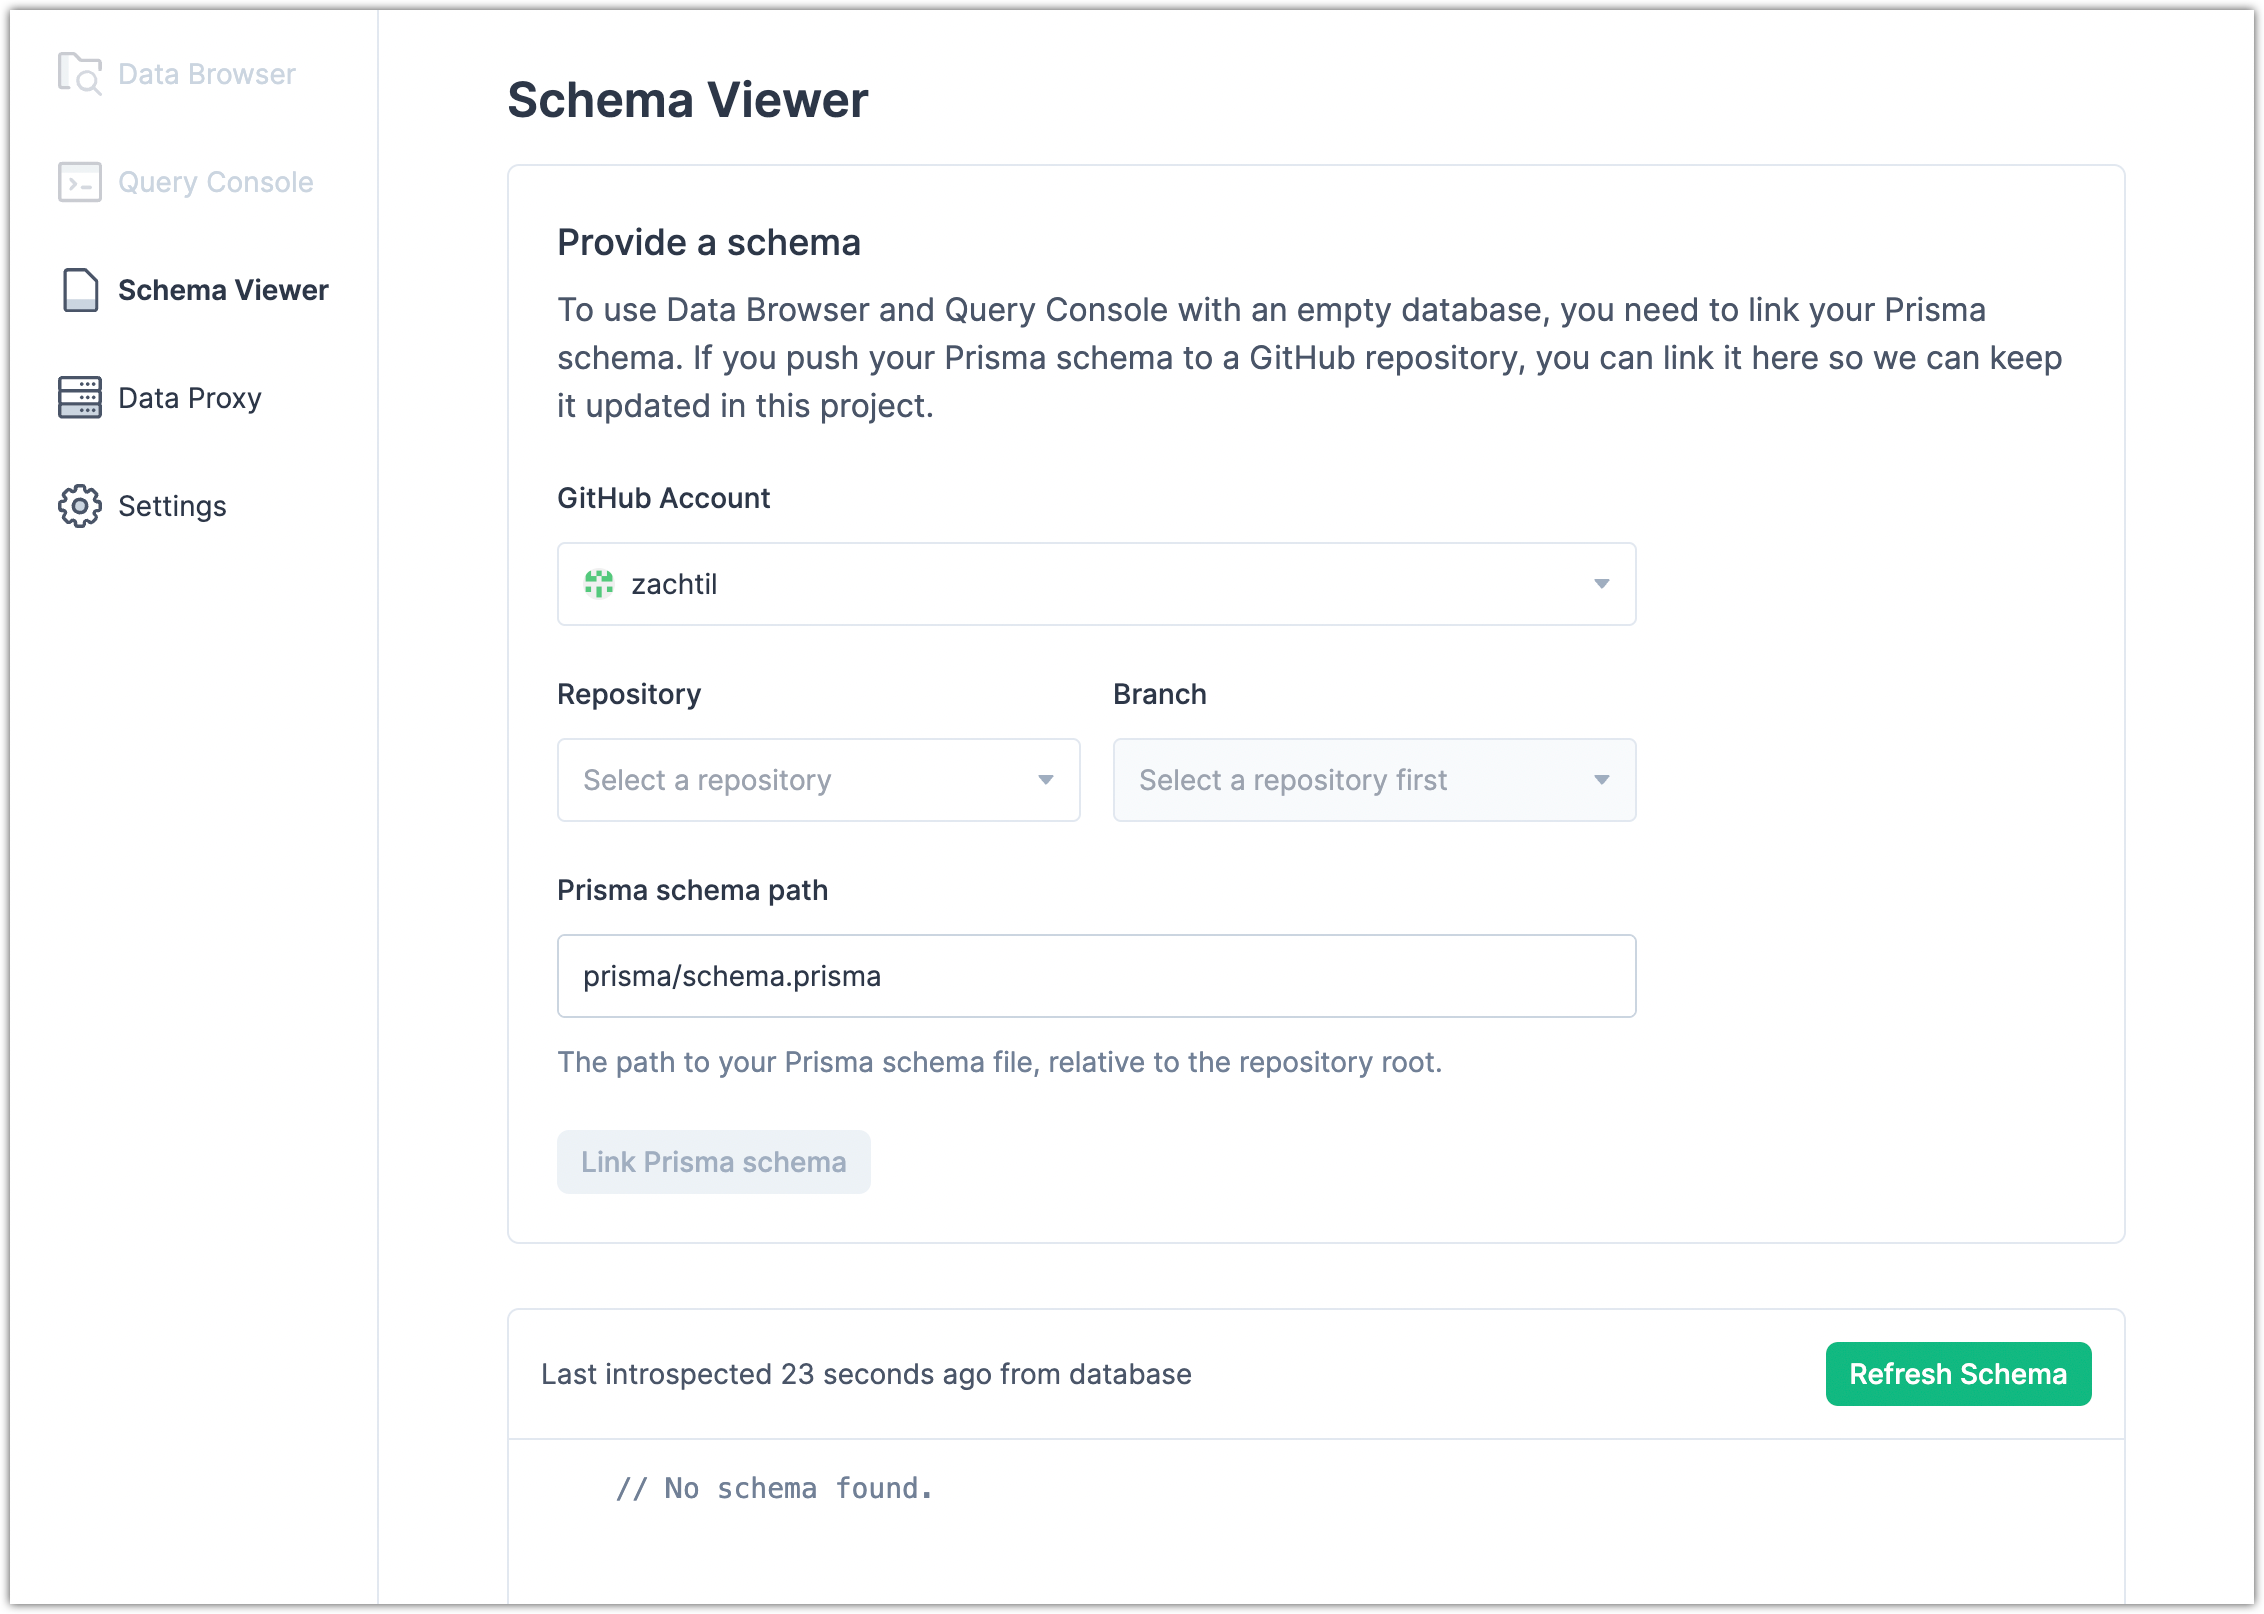 Data Browser
Query Console
Schema Viewer
Data Proxy
Settings
Schema Viewer
Provide a schema
To use Data Browser and Query Console with an empty database, you need to link your Prisma
schema. If you push your Prisma schema to a GitHub repository, you can link it here so we can keep
it updated in this project.
GitHub Account
zachtil
Repository
Branch
Select a repository
Select a repository first
Prisma schema path
prisma/schema.prisma
The path to your Prisma schema file, relative to the repository root.
Link Prisma schema
Last introspected 23 seconds ago from database
Refresh Schema
// No schema found.